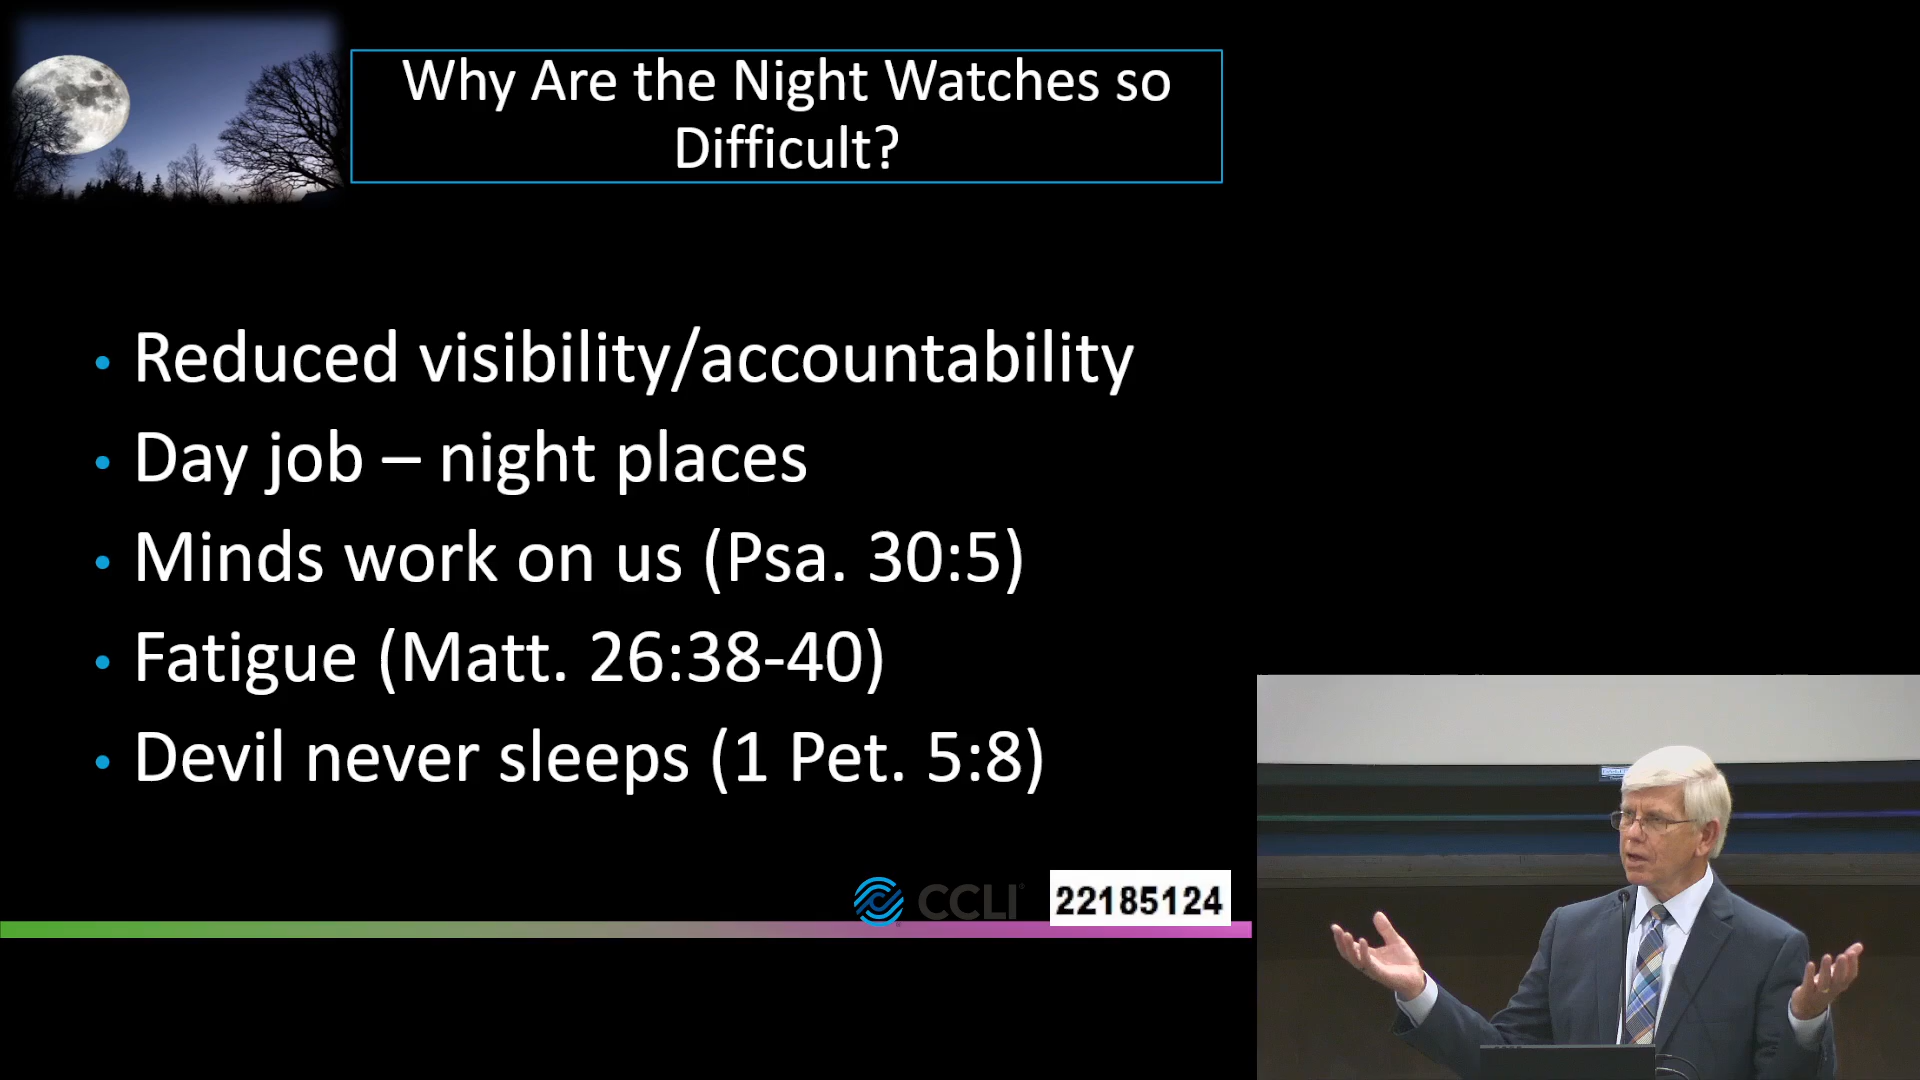 Why Are the Night Watches so
Difficult?
• Reduced visibility/accountability
• Day job – night places
• Minds work on us (Psa. 30:5)
• Fatigue (Matt. 26:38-40)
• Devil never sleeps (1 Pet. 5:8)
CCLI
22185124